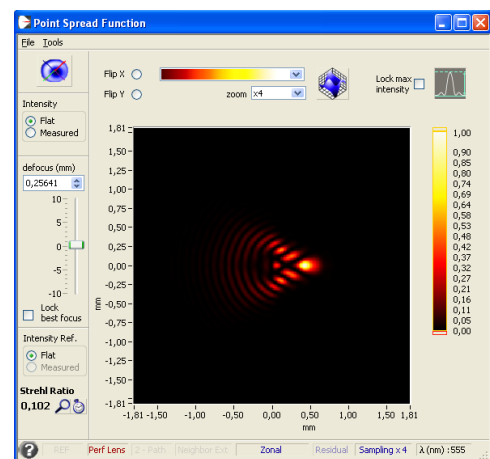 Point Spread Function
File Tools
Flip X
Flip Y
zoom x4
Lock max
intensity
Intensity
Flat
Measured
defocus (mm)
0,25641
10
5
0
-5
-10
Lock
best focus
Intensity Ref.
Flat
Measured
Strehl Ratio
0,102
1,81
1,50
1,25
1,00
0,75
0,50
0,25
0,00
-0,25
-0,50
-0,75
-1,00
-1,25
-1,50
-1,81
mm
-1,81 -1,50 -1,00 -0,50 0,00 0,50 1,00 1,50 1,81
mm
1,00
0,90
0,85
0,80
0,74
0,69
0,64
0,58
0,53
0,48
0,42
0,37
0,32
0,27
0,21
0,16
0,11
0,05
0,00
REF Perf Lens 2 - Path Neighbor Ext Zonal Residual Sampling x 4 λ (nm) :555